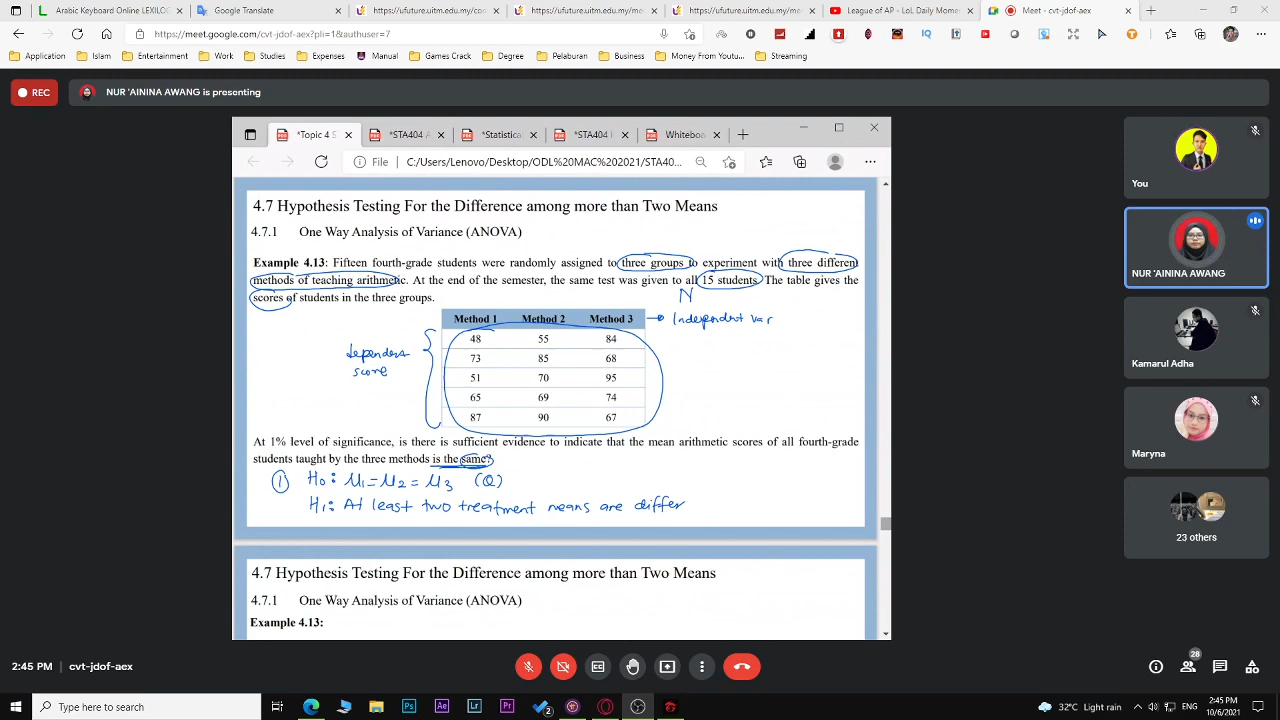 Arabic Keyboard Online LEXILOG
Google Translate
https://ufuture.uitm.edu.my/co
https://ufuture.uitm.edu.my/me
https://ufuture.uitm.edu.my/me
League of AP - LoL Daily Momen
Meet - cvt-jdof-aex
https://meet.google.com/cvt-jdof-aex?pli=1&authuser=7
Application
Islam
Entertainment
Work
Studies
Expenses
Manual
Games Crack
Degree
Pelaburan
Business
Money From Youtu...
Streaming
REC
NUR 'AININA AWANG is presenting
*Topic 4 S
*STA404 A
*Statistica
*STA404 I
Whiteboa
File
C:/Users/Lenovo/Desktop/ODL%20MAC%202021/STA40...
4.7 Hypothesis Testing For the Difference among more than Two Means
4.7.1 One Way Analysis of Variance (ANOVA)
Example 4.13: Fifteen fourth-grade students were randomly assigned to three groups to experiment with three different
methods of teaching arithmetic. At the end of the semester, the same test was given to all 15 students. The table gives the
scores of students in the three groups.
N
Method 1 Method 2 Method 3
Independent var
48 55 84
73 85 68
51 70 95
65 69 74
87 90 67
dependent
score
At 1% level of significance, is there is sufficient evidence to indicate that the mean arithmetic scores of all fourth-grade
students taught by the three methods is the same?
① H₀: μ₁ = μ₂ = μ₃ (Q)
H₁: At least two treatment means are differ
4.7 Hypothesis Testing For the Difference among more than Two Means
4.7.1 One Way Analysis of Variance (ANOVA)
Example 4.13:
You
NUR 'AININA AWANG
Kamarul Adha
Maryna
23 others
2:45 PM
cvt-jdof-aex
28
Type here to search
2
32°C Light rain
ENG
2:45 PM
10/6/2021